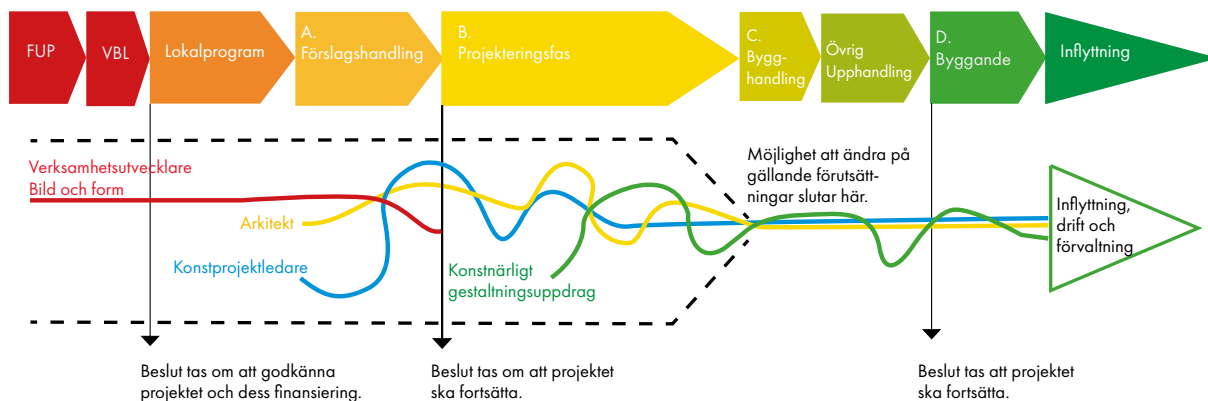 FUP
VBL
Lokalprogram
A.
Förslagshandling
B.
Projekteringsfas
C.
Bygg-
handling
Övrig
Upphandling
D.
Byggande
Inflyttning
Verksamhetsutvecklare
Bild och form
Arkitekt
Konstprojektledare
Konstnärligt
gestaltningsuppdrag
Möjlighet att ändra på
gällande förutsätt-
ningar slutar här.
Inflyttning,
drift och
förvaltning
Beslut tas om att godkänna
projektet och dess finansiering.
Beslut tas om att projektet
ska fortsätta.
Beslut tas att projektet
ska fortsätta.